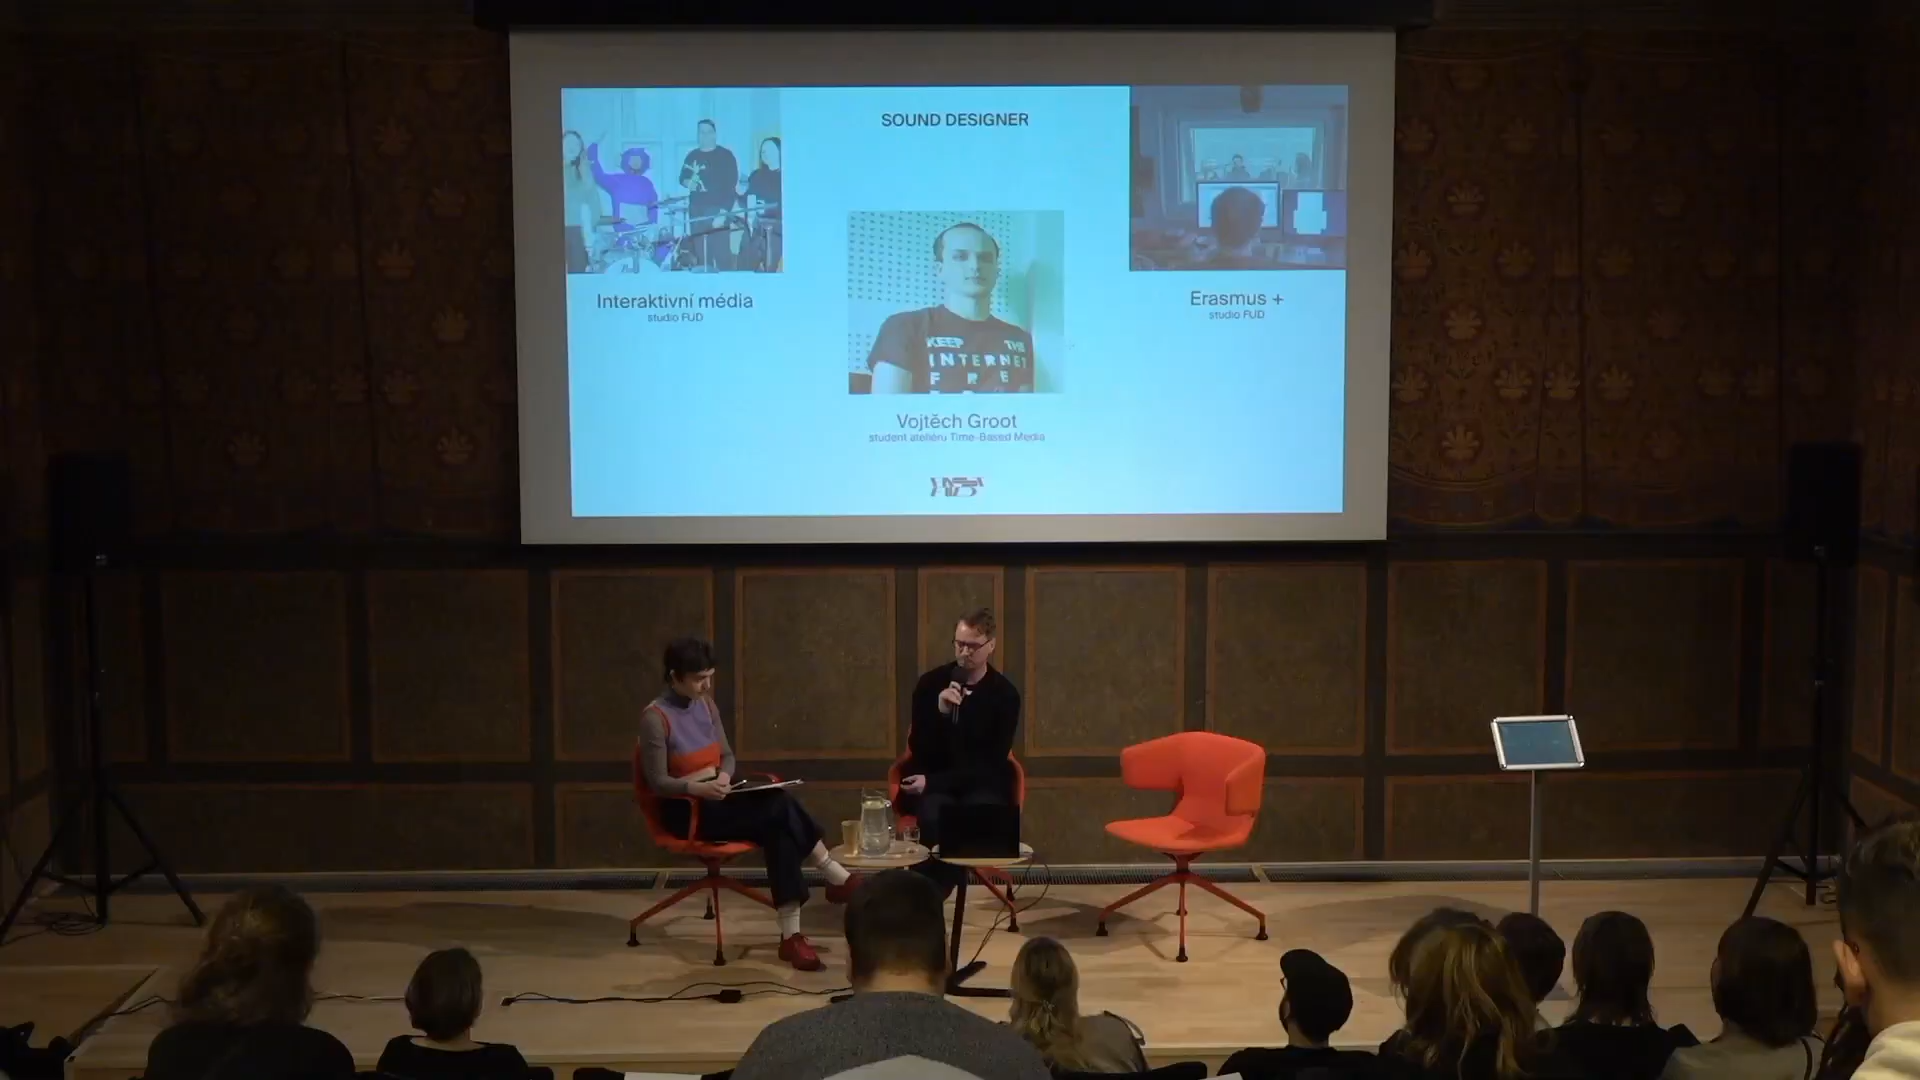 SOUND DESIGNER
Interaktivní média
studio FUD
Erasmus +
studio FUD
KEEP THE
INTERNET
FRE
Vojtěch Groot
student ateliéru Time-Based Media